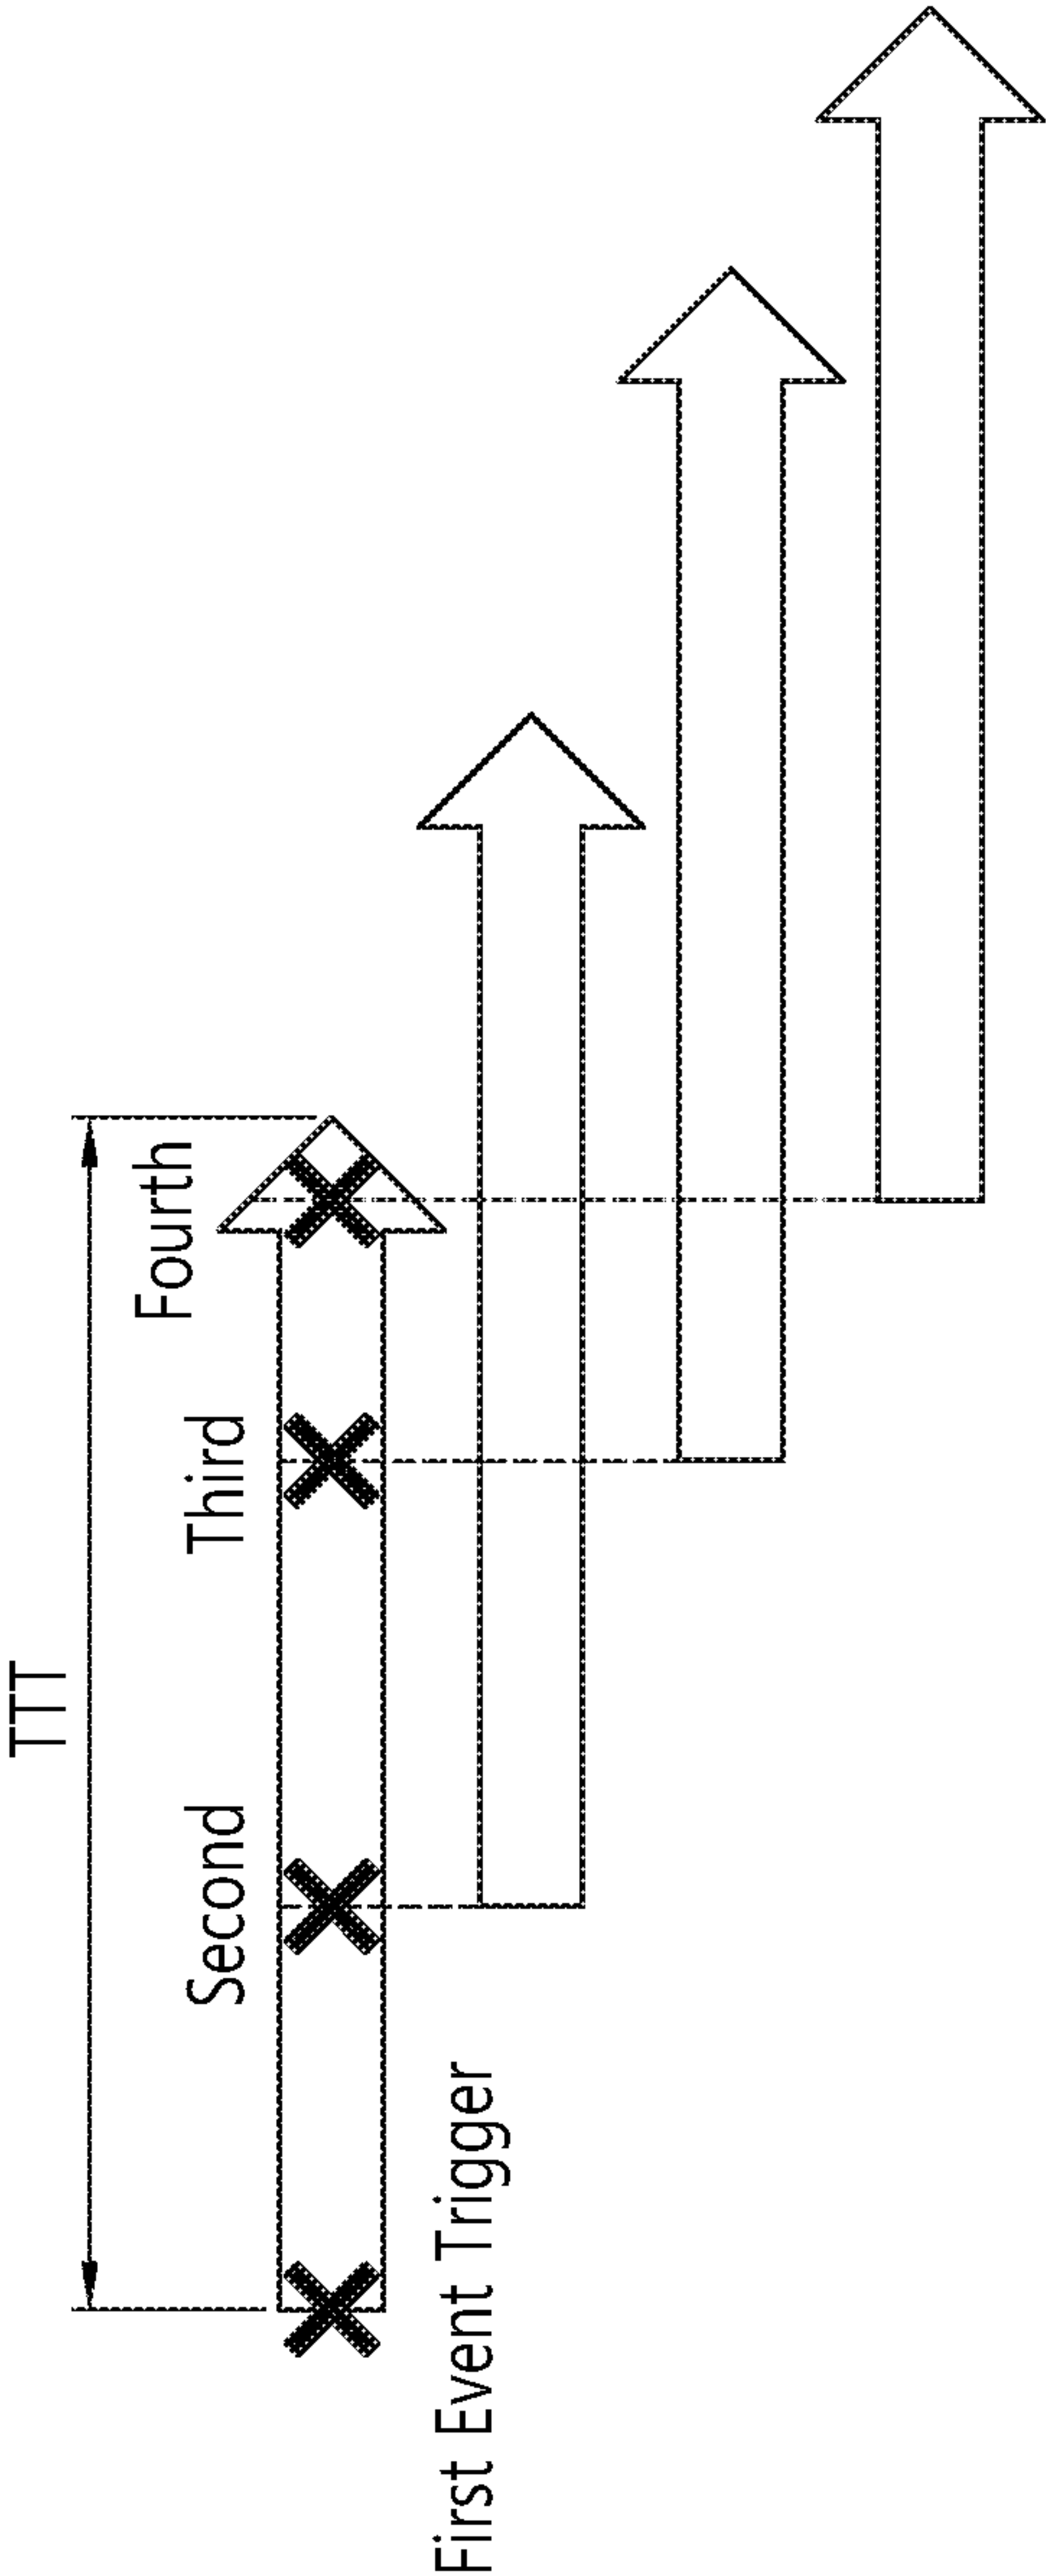 TTT
First Event Trigger
Second
Third
Fourth